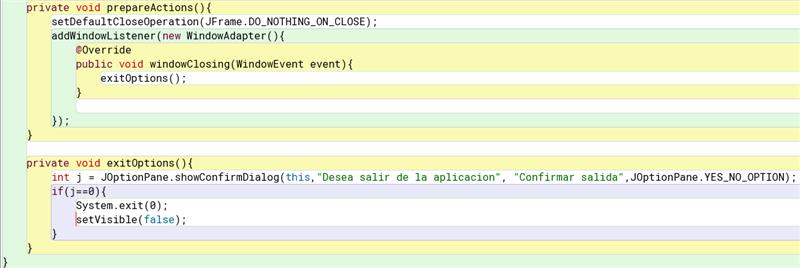 private void prepareActions(){
setDefaultCloseOperation(JFrame.DO_NOTHING_ON_CLOSE);
addWindowListener(new WindowAdapter(){
@Override
public void windowClosing(WindowEvent event){
exitOptions();
}
});
}
private void exitOptions(){
int j = JOptionPane.showConfirmDialog(this,"Desea salir de la aplicacion", "Confirmar salida",JOptionPane.YES_NO_OPTION);
if(j==0){
System.exit(0);
setVisible(false);
}
}
}